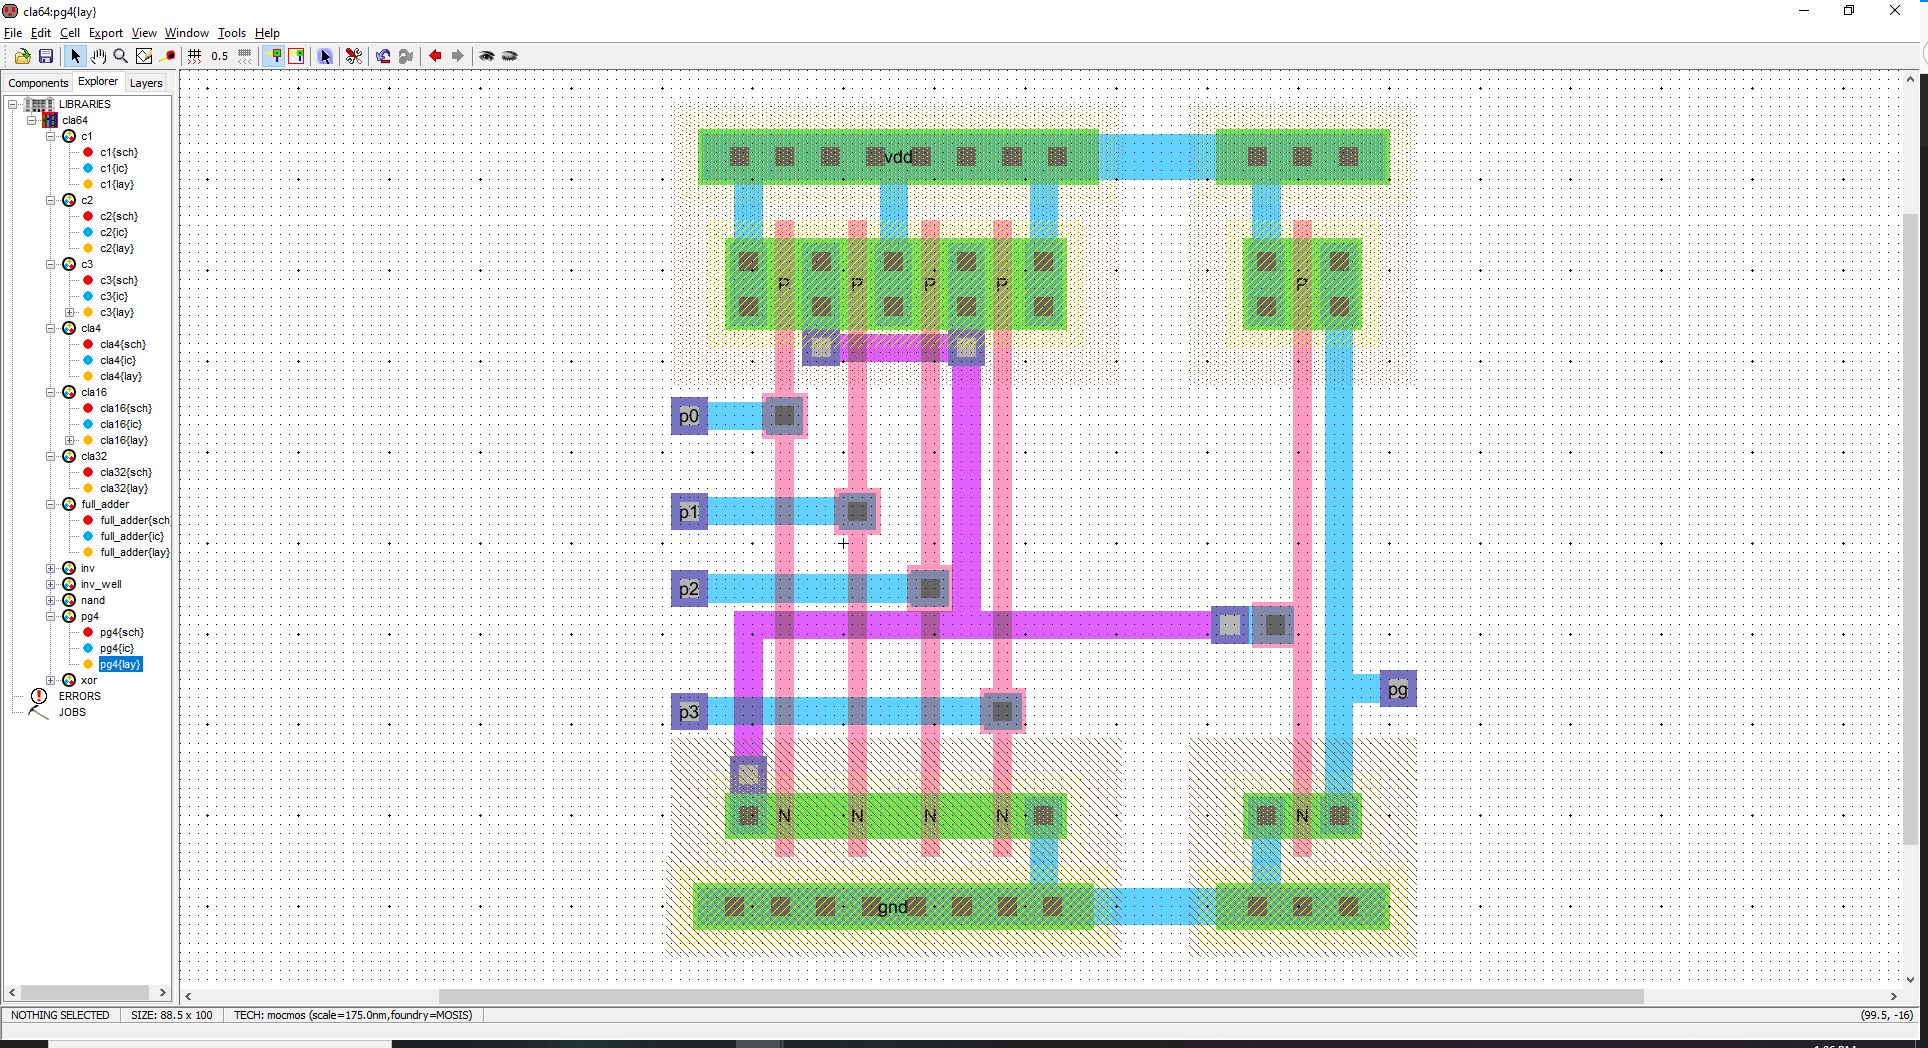 cla64:pg4{lay}
File Edit Cell Export View Window Tools Help
0.5
Components Explorer Layers
LIBRARIES
cla64
c1
c1{sch}
c1{ic}
c1{lay}
c2
c2{sch}
c2{ic}
c2{lay}
c3
c3{sch}
c3{ic}
c3{lay}
cla4
cla4{sch}
cla4{ic}
cla4{lay}
cla16
cla16{sch}
cla16{ic}
cla16{lay}
cla32
cla32{sch}
cla32{lay}
full_adder
full_adder{sch
full_adder{ic}
full_adder{lay}
inv
inv_well
nand
pg4
pg4{sch}
pg4{ic}
pg4{lay}
xor
ERRORS
JOBS
vdd
P P P P P
p0
p1
p2
pg
p3
N N N N N
gnd
NOTHING SELECTED SIZE: 88.5 x 100 TECH: mocmos (scale=175.0nm,foundry=MOSIS) (99.5, -16)